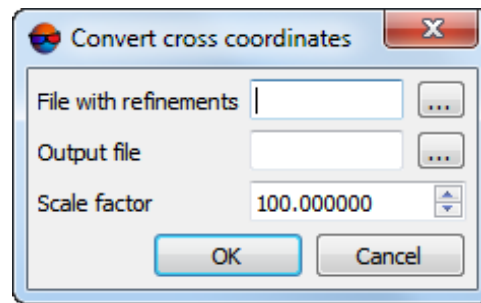 Convert cross coordinates
File with refinements ...
Output file ...
Scale factor 100.000000
OK Cancel